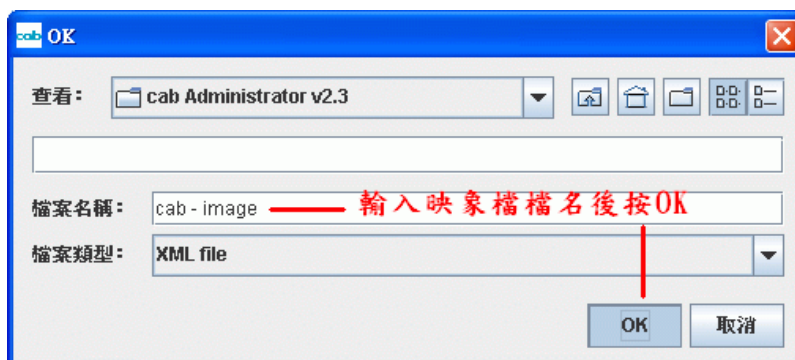 cab OK
查看: cab Administrator v2.3
檔案名稱: cab - image 輸入映象檔檔名後按OK
檔案類型: XML file
OK 取消